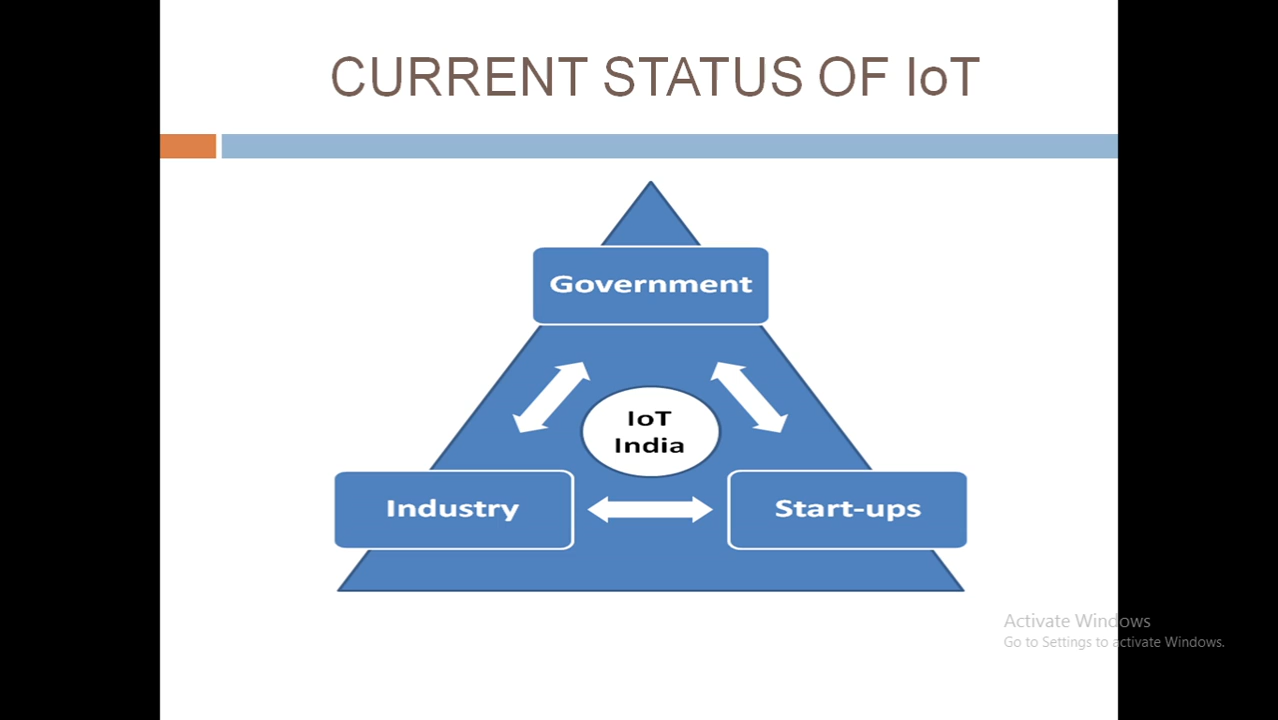 CURRENT STATUS OF IoT
Government
IoT
India
Industry
Start-ups
Activate Windows
Go to Settings to activate Windows.